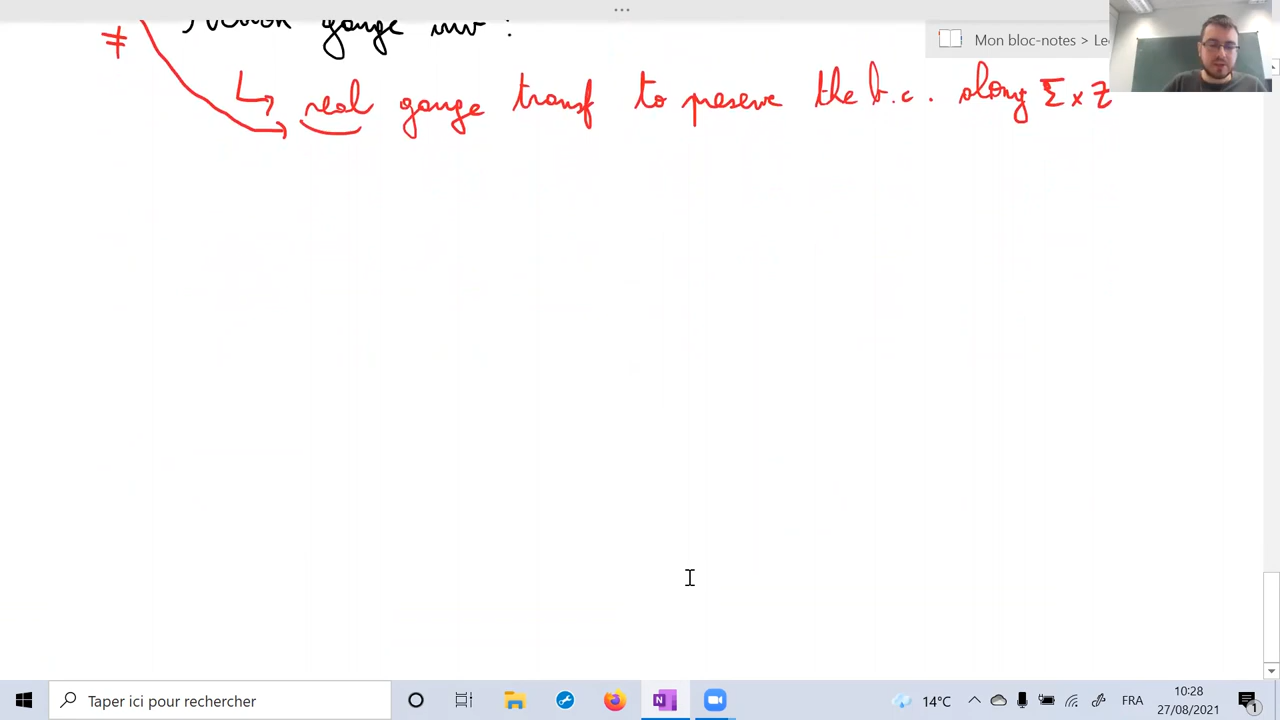 gauge inv :
≠
Mon bloc-notes > Le
↳ real gauge transf to preserve the b.c. along Σ × Z
Taper ici pour rechercher
14°C
FRA
10:28
27/08/2021
1